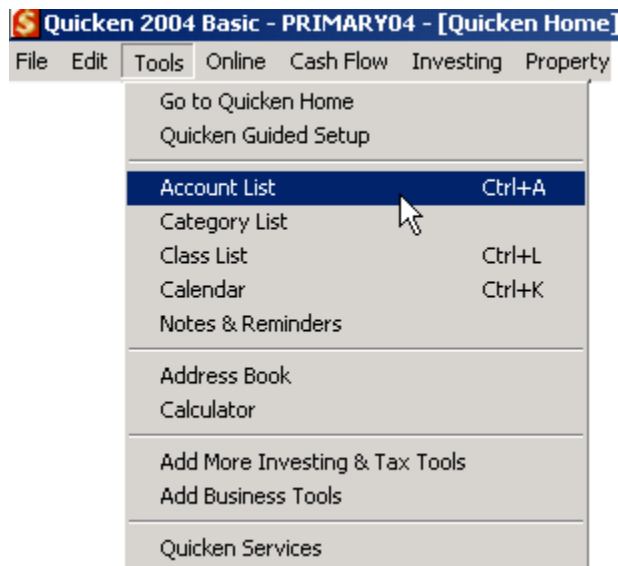 Quicken 2004 Basic - PRIMARY04 - [Quicken Home]
File Edit Tools Online Cash Flow Investing Property
Go to Quicken Home
Quicken Guided Setup
Account List Ctrl+A
Category List
Class List Ctrl+L
Calendar Ctrl+K
Notes & Reminders
Address Book
Calculator
Add More Investing & Tax Tools
Add Business Tools
Quicken Services